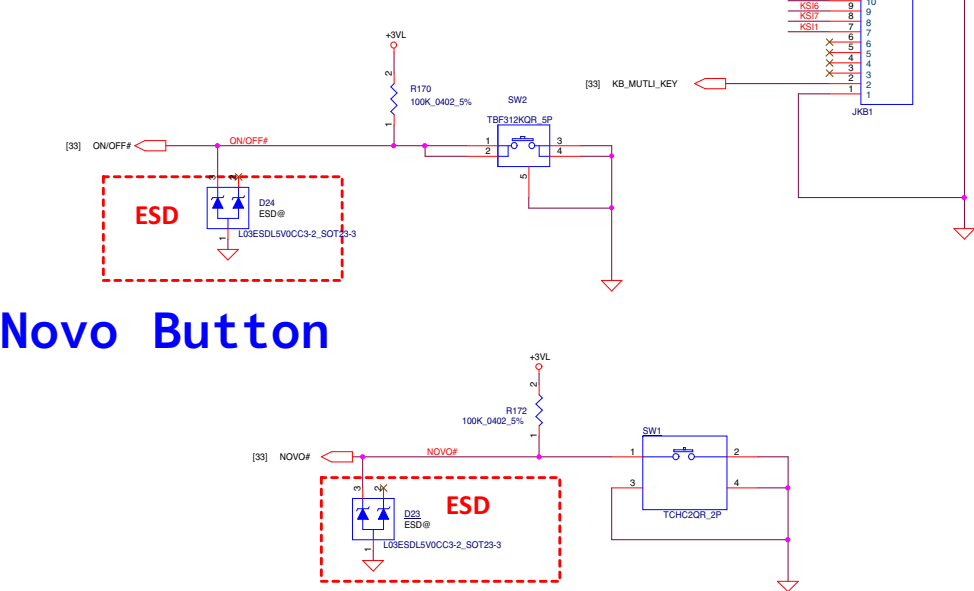 10
KSI6 9 9
KSI7 8 8
KSI1 7 7
6 6
5 5
4 4
3 3
2 2
1 1
JKB1
[33] KB_MUTLI_KEY
+3VL
2
R170
100K_0402_5%
1
SW2
TBF312KQR_5P
1 3
2 4
5
[33] ON/OFF# ON/OFF#
3 2
ESD
D24
ESD@
L03ESDL5V0CC3-2_SOT23-3
1
Novo Button
+3VL
2
R172
100K_0402_5%
1
SW1
1 2
3 4
TCHC2QR_2P
[33] NOVO# NOVO#
3 2
ESD
D23
ESD@
L03ESDL5V0CC3-2_SOT23-3
1